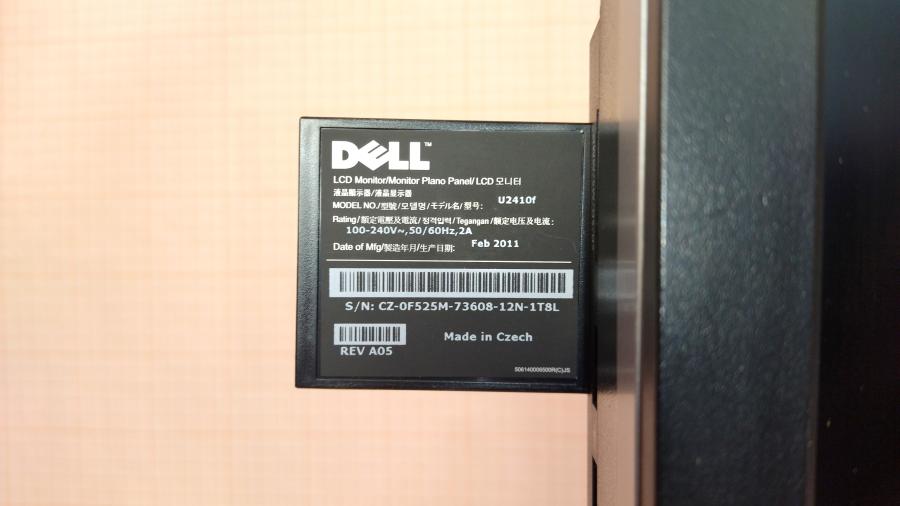 DELL™
LCD Monitor/Monitor Plano Panel/LCD 모니터
液晶顯示器/液晶显示器
MODEL NO./型號/모델명/モデル名/型号: U2410f
Rating/額定電壓及電流/정격입력/Tegangan/额定电压及电流:
100-240V~,50/60Hz,2A
Date of Mfg/製造年月/生产日期: Feb 2011
S/N: CZ-0F525M-73608-12N-1T8L
REV A05
Made in Czech
506140006500R(C)JS